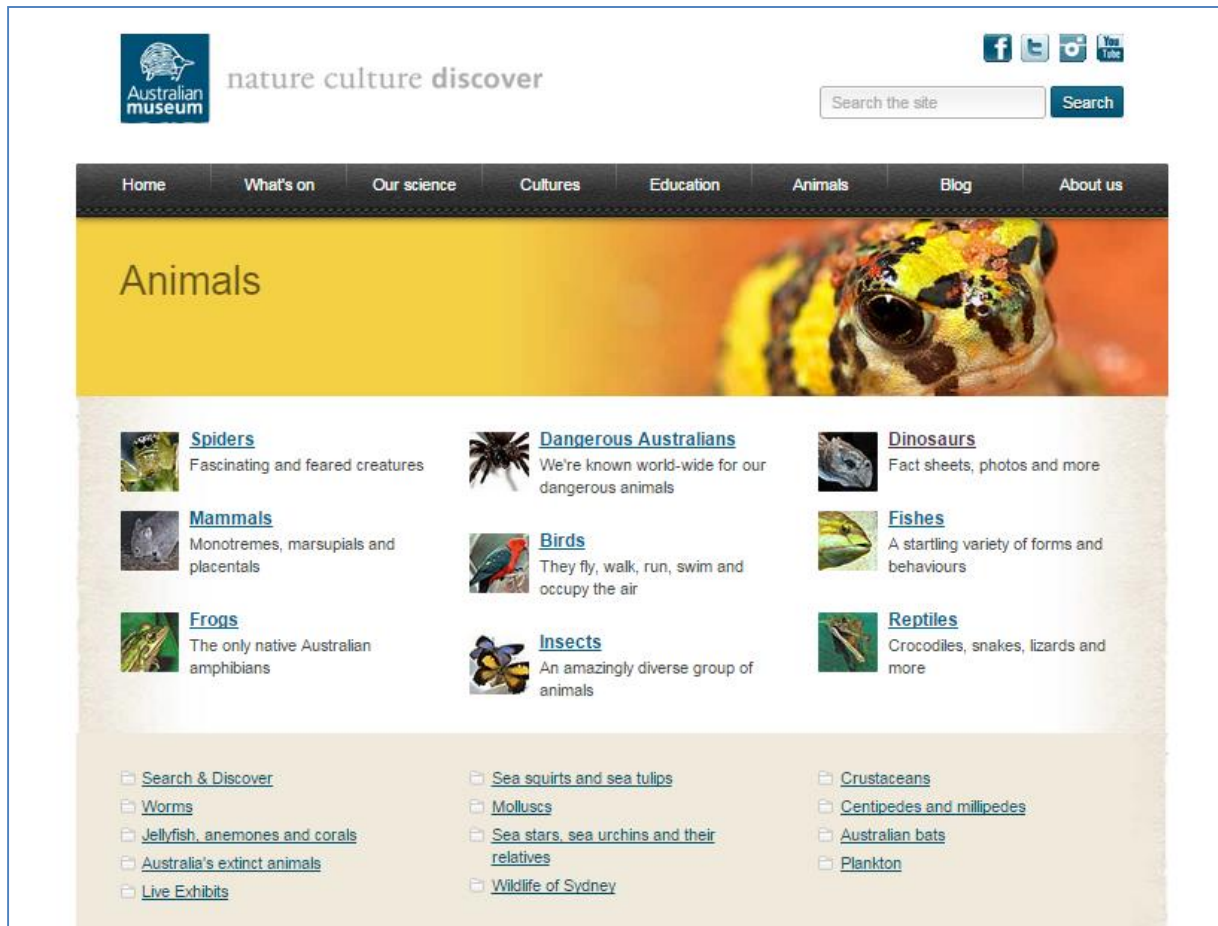 Australian
museum
nature culture discover
You
Tube
Search the site
Search
Home
What's on
Our science
Cultures
Education
Animals
Blog
About us
Animals
Spiders
Fascinating and feared creatures
Dangerous Australians
We're known world-wide for our
dangerous animals
Dinosaurs
Fact sheets, photos and more
Mammals
Monotremes, marsupials and
placentals
Birds
They fly, walk, run, swim and
occupy the air
Fishes
A startling variety of forms and
behaviours
Frogs
The only native Australian
amphibians
Insects
An amazingly diverse group of
animals
Reptiles
Crocodiles, snakes, lizards and
more
Search & Discover
Worms
Jellyfish, anemones and corals
Australia's extinct animals
Live Exhibits
Sea squirts and sea tulips
Molluscs
Sea stars, sea urchins and their
relatives
Wildlife of Sydney
Crustaceans
Centipedes and millipedes
Australian bats
Plankton